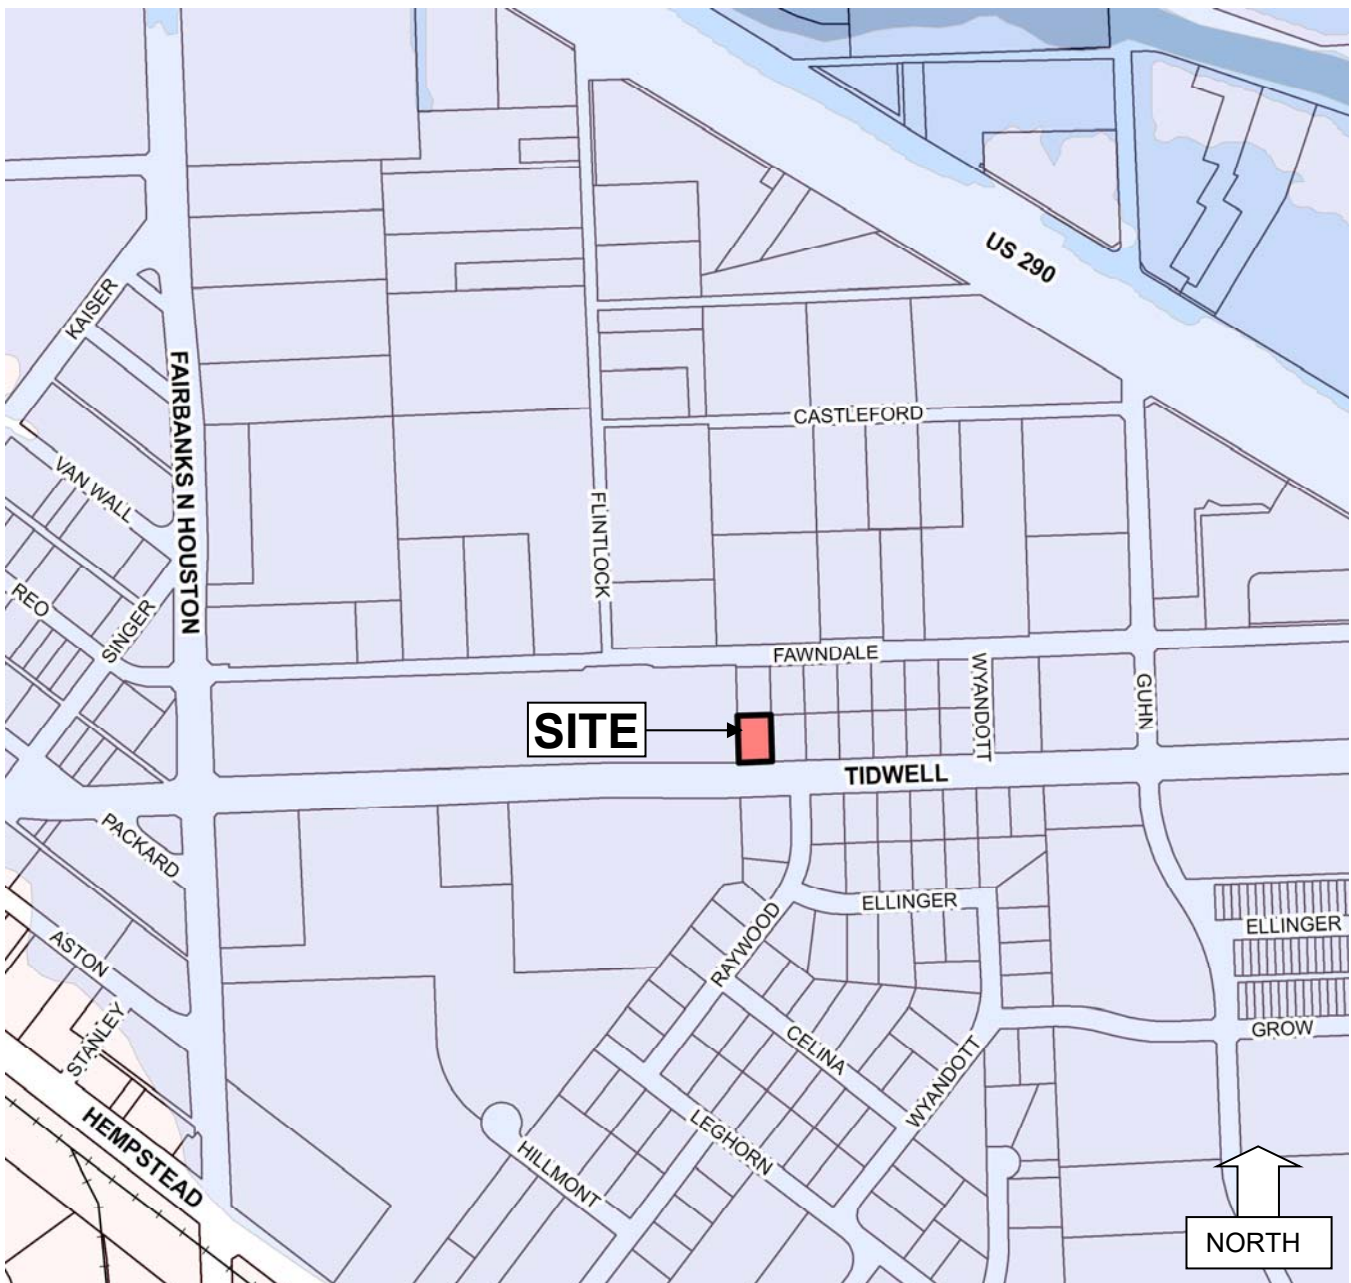 US 290
KAISER
FAIRBANKS N HOUSTON
CASTLEFORD
VAN WALL
FLINTLOCK
REO
SINGER
FAWNDALE
WYANDOTT
GUHN
SITE
TIDWELL
PACKARD
ELLINGER
RAYWOOD
ELLINGER
ASTON
STANLEY
CELINA
GROW
WYANDOTT
HEMPSTEAD
LEGHORN
HILLMONT
NORTH